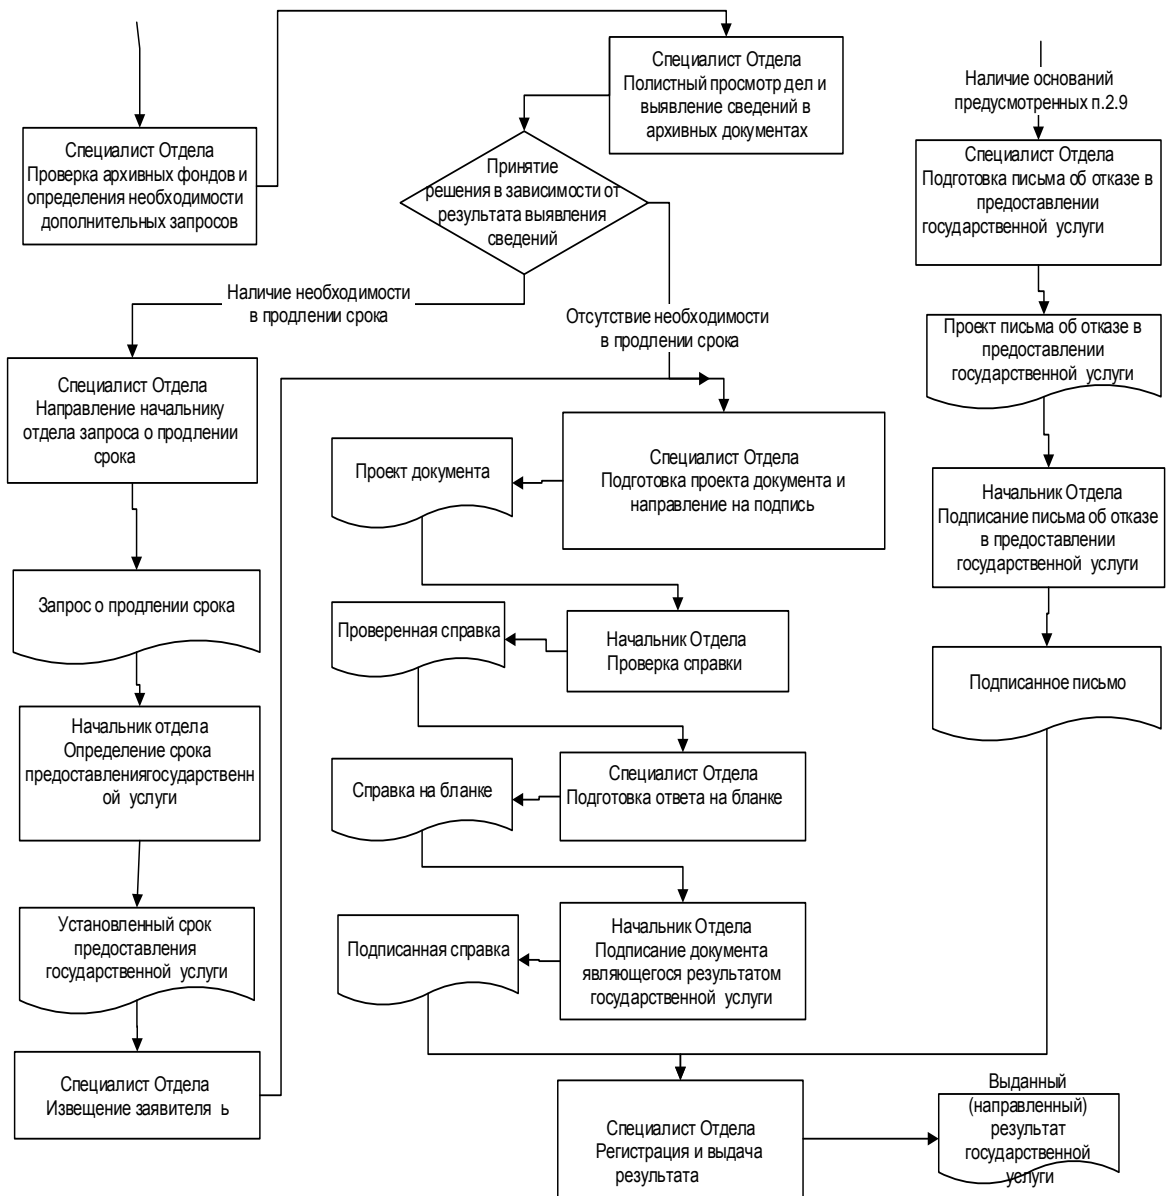 Специалист Отдела
Проверка архивных фондов и
определения необходимости
дополнительных запросов
Специалист Отдела
Полистный просмотр дел и
выявление сведений в
архивных документах
Принятие
решения в зависимости от
результата выявления
сведений
Наличие необходимости
в продлении срока
Отсутствие необходимости
в продлении срока
Специалист Отдела
Направление начальнику
отдела запроса о продлении
срока
Запрос о продлении срока
Начальник отдела
Определение срока
предоставлениягосударственн
ой услуги
Установленный срок
предоставления
государственной услуги
Специалист Отдела
Извещение заявителя ь
Специалист Отдела
Подготовка проекта документа и
направление на подпись
Проект документа
Начальник Отдела
Проверка справки
Проверенная справка
Специалист Отдела
Подготовка ответа на бланке
Справка на бланке
Начальник Отдела
Подписание документа
являющегося результатом
государственной услуги
Подписанная справка
Наличие оснований
предусмотренных п.2.9
Специалист Отдела
Подготовка письма об отказе в
предоставлении
государственной услуги
Проект письма об отказе в
предоставлении
государственной услуги
Начальник Отдела
Подписание письма об отказе
в предоставлении
государственной услуги
Подписанное письмо
Специалист Отдела
Регистрация и выдача
результата
Выданный
(направленный)
результат
государственной
услуги